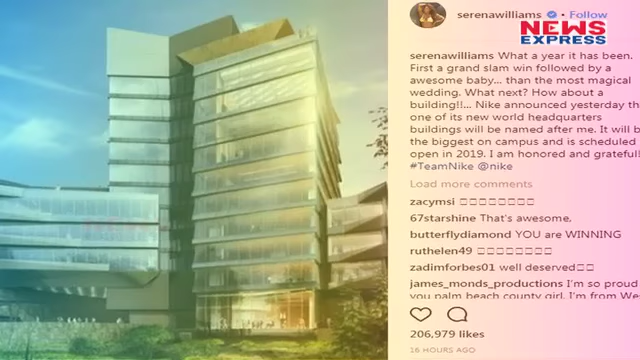 serenawilliams • Follow
NEWS
EXPRESS
serenawilliams What a year it has been.
First a grand slam win followed by a
awesome baby... than the most magical
wedding. What next? How about a
building!!... Nike announced yesterday th
one of its new world headquarters
buildings will be named after me. It will b
the biggest on campus and is scheduled
open in 2019. I am honored and grateful!
#TeamNike @nike
Load more comments
zacymsi □□□□□□□□□
67starshine That's awesome.
butterflydiamond YOU are WINNING
ruthelen49 □□□□□□□□□
zadimforbes01 well deserved□□
james_monds_productions I'm so proud
you palm beach county girl. I'm from We
206,979 likes
16 HOURS AGO